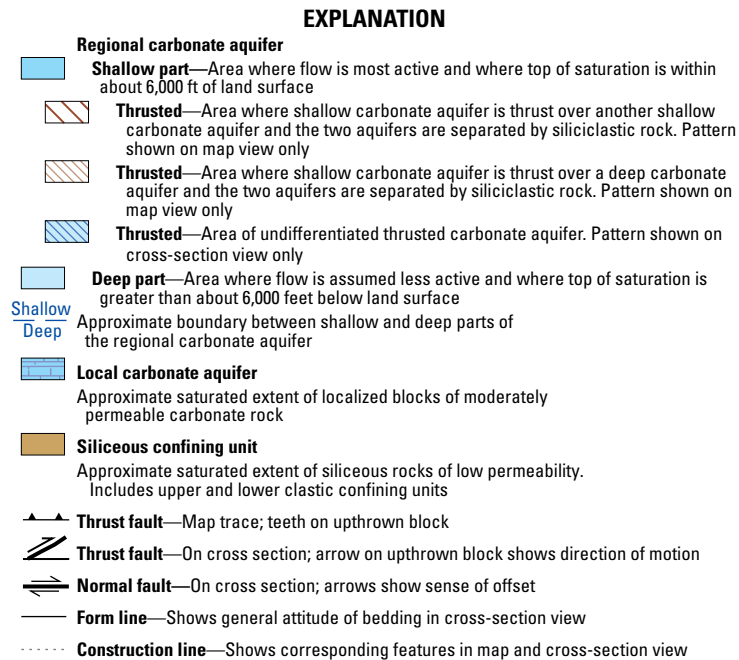 EXPLANATION
Regional carbonate aquifer
Shallow part—Area where flow is most active and where top of saturation is within
about 6,000 ft of land surface
Thrusted—Area where shallow carbonate aquifer is thrust over another shallow
carbonate aquifer and the two aquifers are separated by siliciclastic rock. Pattern
shown on map view only
Thrusted—Area where shallow carbonate aquifer is thrust over a deep carbonate
aquifer and the two aquifers are separated by siliciclastic rock. Pattern shown on
map view only
Thrusted—Area of undifferentiated thrusted carbonate aquifer. Pattern shown on
cross-section view only
Deep part—Area where flow is assumed less active and where top of saturation is
greater than about 6,000 feet below land surface
Shallow
Deep
Approximate boundary between shallow and deep parts of
the regional carbonate aquifer
Local carbonate aquifer
Approximate saturated extent of localized blocks of moderately
permeable carbonate rock
Siliceous confining unit
Approximate saturated extent of siliceous rocks of low permeability.
Includes upper and lower clastic confining units
Thrust fault—Map trace; teeth on upthrown block
Thrust fault—On cross section; arrow on upthrown block shows direction of motion
Normal fault—On cross section; arrows show sense of offset
Form line—Shows general attitude of bedding in cross-section view
Construction line—Shows corresponding features in map and cross-section view